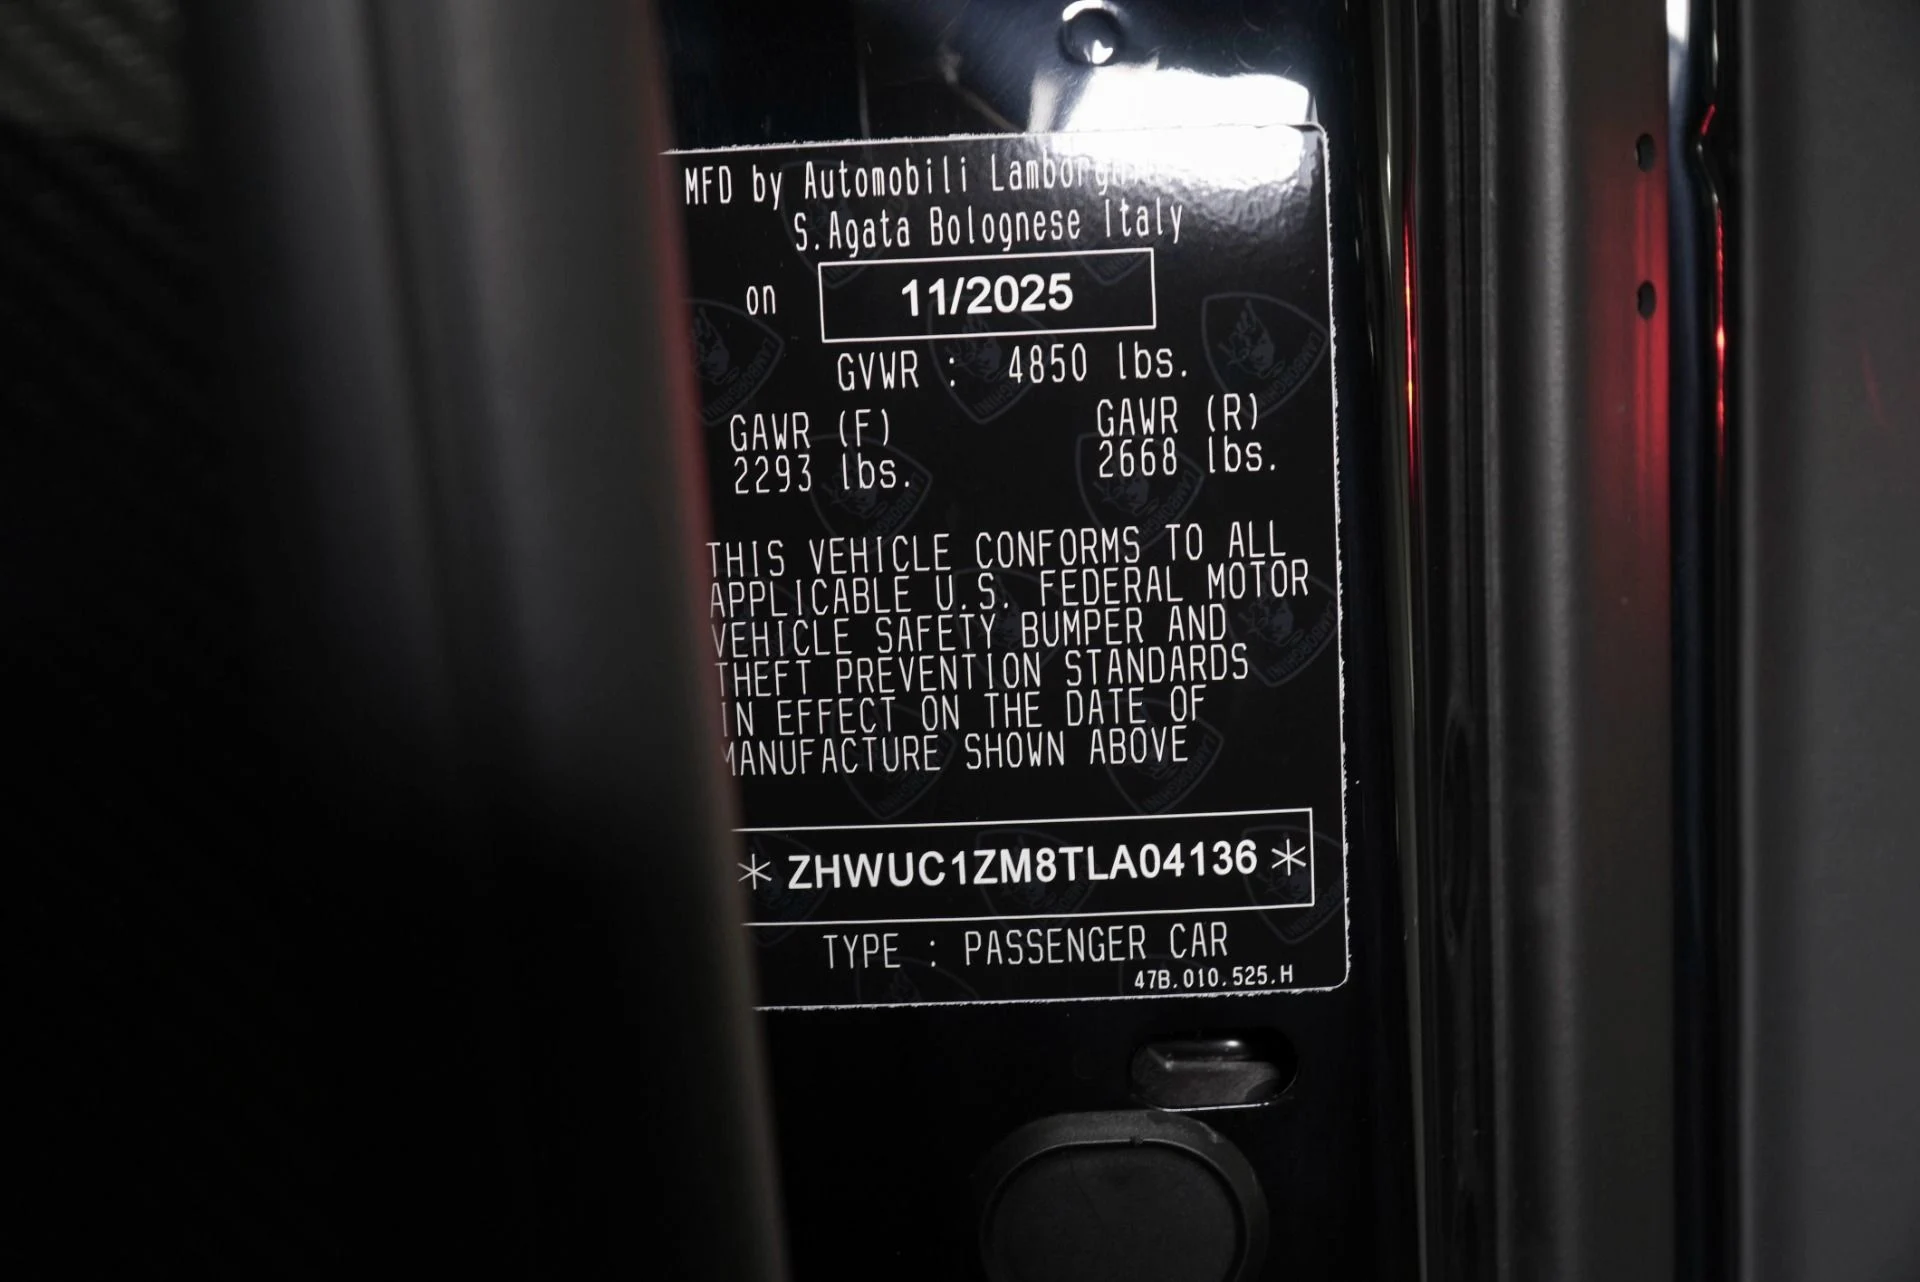 MFD by Automobili Lamborghini
S.Agata Bolognese Italy
on 11/2025
GVWR : 4850 lbs.
GAWR (F) GAWR (R)
2293 lbs. 2668 lbs.
THIS VEHICLE CONFORMS TO ALL
APPLICABLE U.S. FEDERAL MOTOR
VEHICLE SAFETY BUMPER AND
THEFT PREVENTION STANDARDS
IN EFFECT ON THE DATE OF
MANUFACTURE SHOWN ABOVE
* ZHWUC1ZM8TLA04136 *
TYPE : PASSENGER CAR
47B.010.525.H